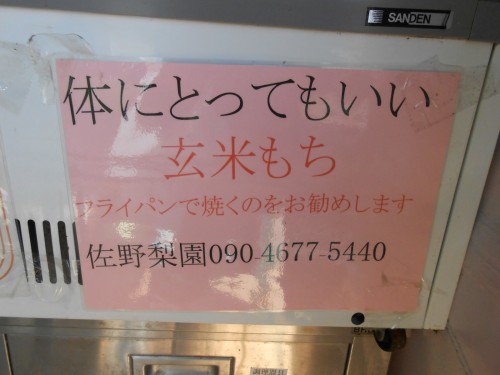 SANDEN
体にとってもいい
玄米もち
フライパンで焼くのをお勧めします
佐野梨園090-4677-5440